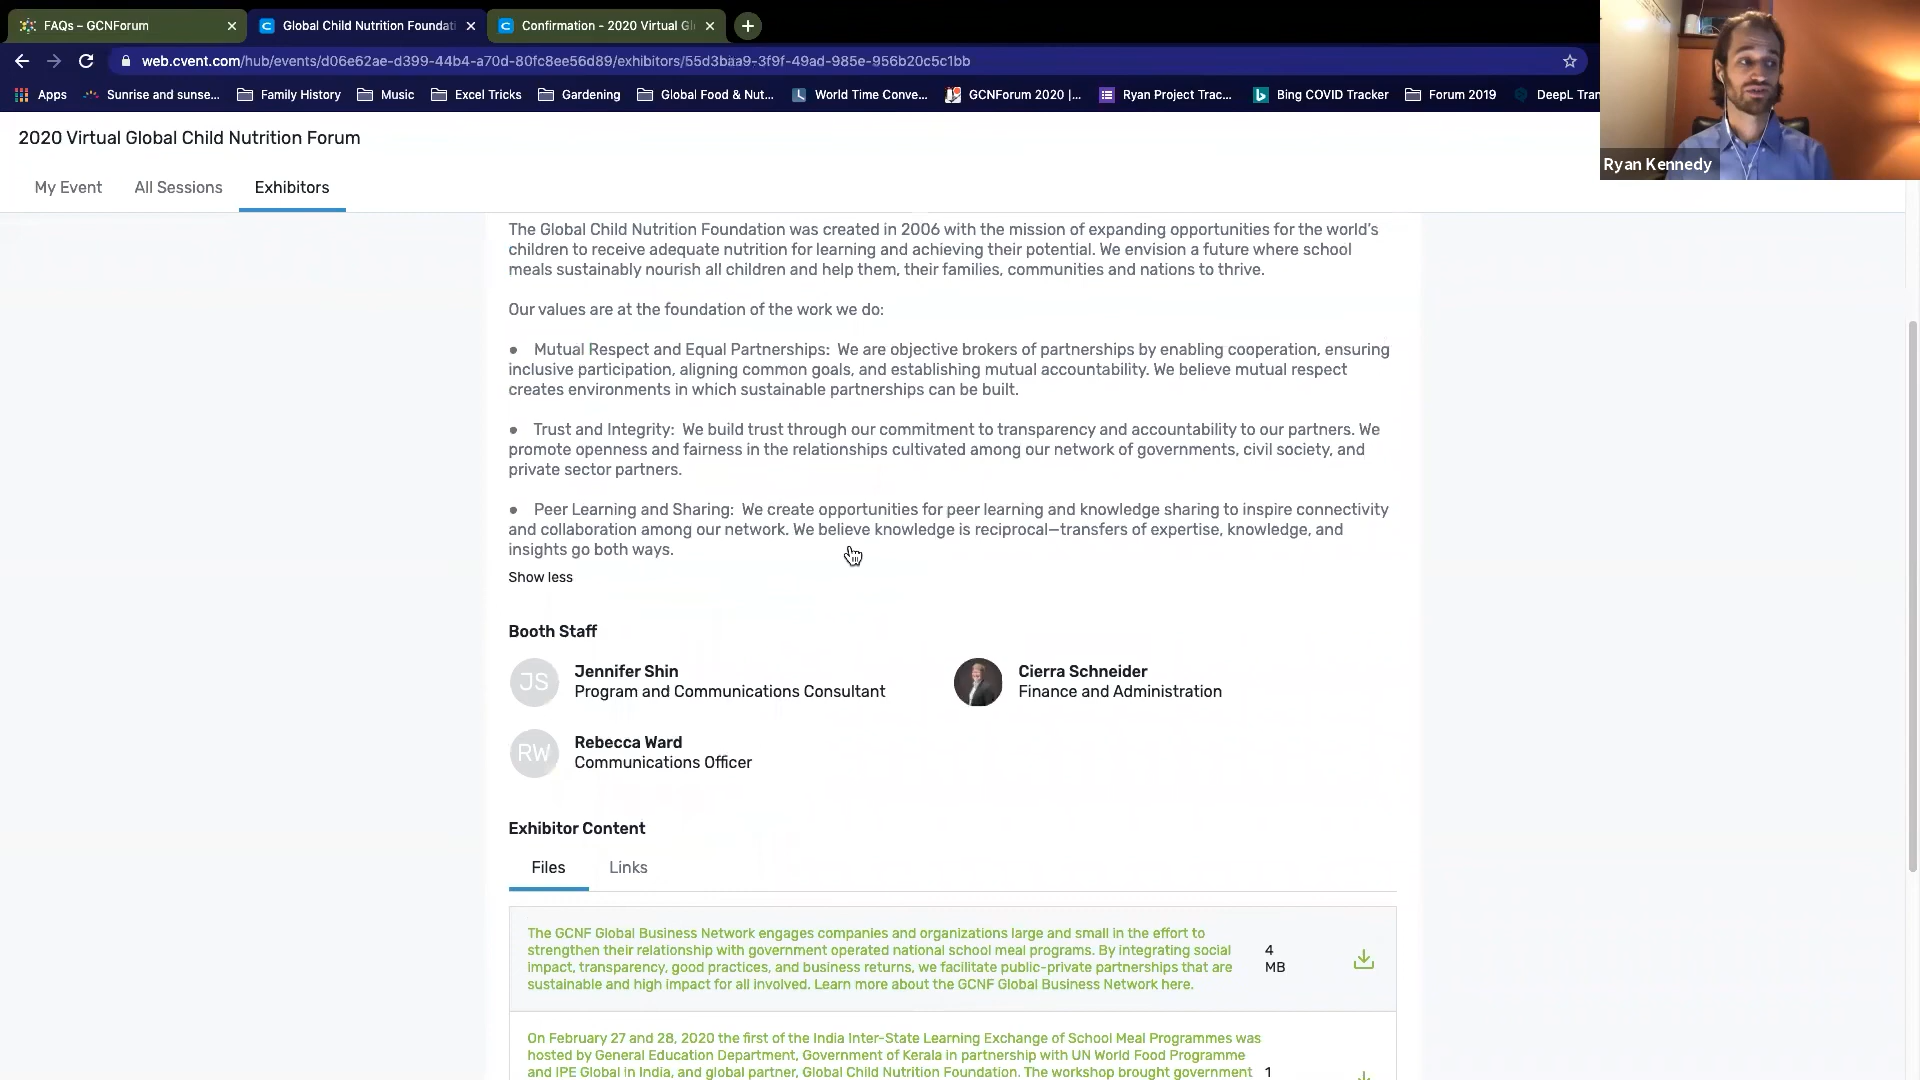 FAQs – GCNForum
Global Child Nutrition Foundati
Confirmation - 2020 Virtual Gl
web.cvent.com/hub/events/d06e62ae-d399-44b4-a70d-80fc8ee56d89/exhibitors/55d3baa9-3f9f-49ad-985e-956b20c5c1bb
Apps
Sunrise and sunse...
Family History
Music
Excel Tricks
Gardening
Global Food & Nut...
World Time Conve...
GCNForum 2020 |...
Ryan Project Trac...
Bing COVID Tracker
Forum 2019
DeepL Tran
Ryan Kennedy
2020 Virtual Global Child Nutrition Forum
My Event
All Sessions
Exhibitors
The Global Child Nutrition Foundation was created in 2006 with the mission of expanding opportunities for the world's
children to receive adequate nutrition for learning and achieving their potential. We envision a future where school
meals sustainably nourish all children and help them, their families, communities and nations to thrive.
Our values are at the foundation of the work we do:
● Mutual Respect and Equal Partnerships: We are objective brokers of partnerships by enabling cooperation, ensuring
inclusive participation, aligning common goals, and establishing mutual accountability. We believe mutual respect
creates environments in which sustainable partnerships can be built.
● Trust and Integrity: We build trust through our commitment to transparency and accountability to our partners. We
promote openness and fairness in the relationships cultivated among our network of governments, civil society, and
private sector partners.
● Peer Learning and Sharing: We create opportunities for peer learning and knowledge sharing to inspire connectivity
and collaboration among our network. We believe knowledge is reciprocal—transfers of expertise, knowledge, and
insights go both ways.
Show less
Booth Staff
JS
Jennifer Shin
Program and Communications Consultant
Cierra Schneider
Finance and Administration
RW
Rebecca Ward
Communications Officer
Exhibitor Content
Files
Links
The GCNF Global Business Network engages companies and organizations large and small in the effort to
strengthen their relationship with government operated national school meal programs. By integrating social
impact, transparency, good practices, and business returns, we facilitate public-private partnerships that are
sustainable and high impact for all involved. Learn more about the GCNF Global Business Network here.
4
MB
On February 27 and 28, 2020 the first of the India Inter-State Learning Exchange of School Meal Programmes was
hosted by General Education Department, Government of Kerala in partnership with UN World Food Programme
and IPE Global in India, and global partner, Global Child Nutrition Foundation. The workshop brought government
1